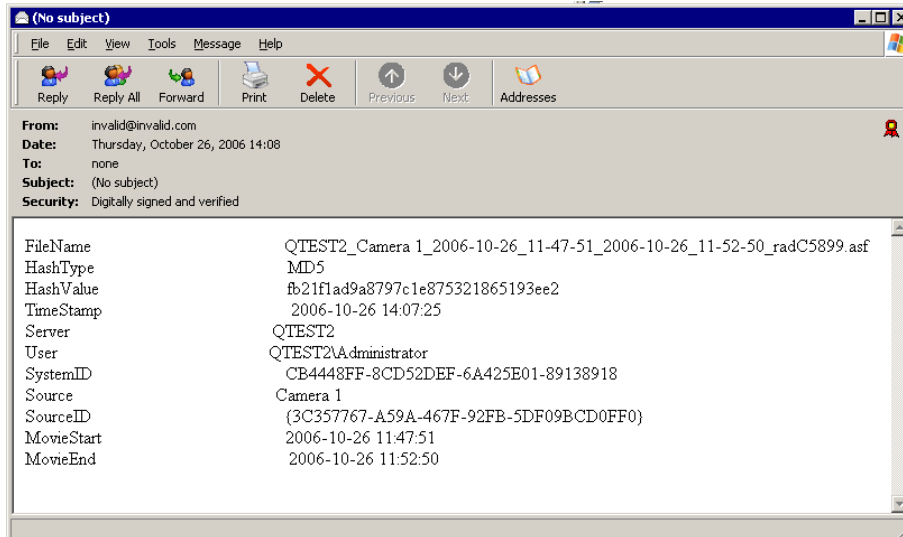 (No subject)
File Edit View Tools Message Help
Reply Reply All Forward Print Delete Previous Next Addresses
From: invalid@invalid.com
Date: Thursday, October 26, 2006 14:08
To: none
Subject: (No subject)
Security: Digitally signed and verified
FileName QTEST2_Camera 1_2006-10-26_11-47-51_2006-10-26_11-52-50_radC5899.asf
HashType MD5
HashValue fb21f1ad9a8797c1e875321865193ee2
TimeStamp 2006-10-26 14:07:25
Server QTEST2
User QTEST2\Administrator
SystemID CB4448FF-8CD52DEF-6A425E01-89138918
Source Camera 1
SourceID {3C357767-A59A-467F-92FB-5DF09BCD0FF0}
MovieStart 2006-10-26 11:47:51
MovieEnd 2006-10-26 11:52:50